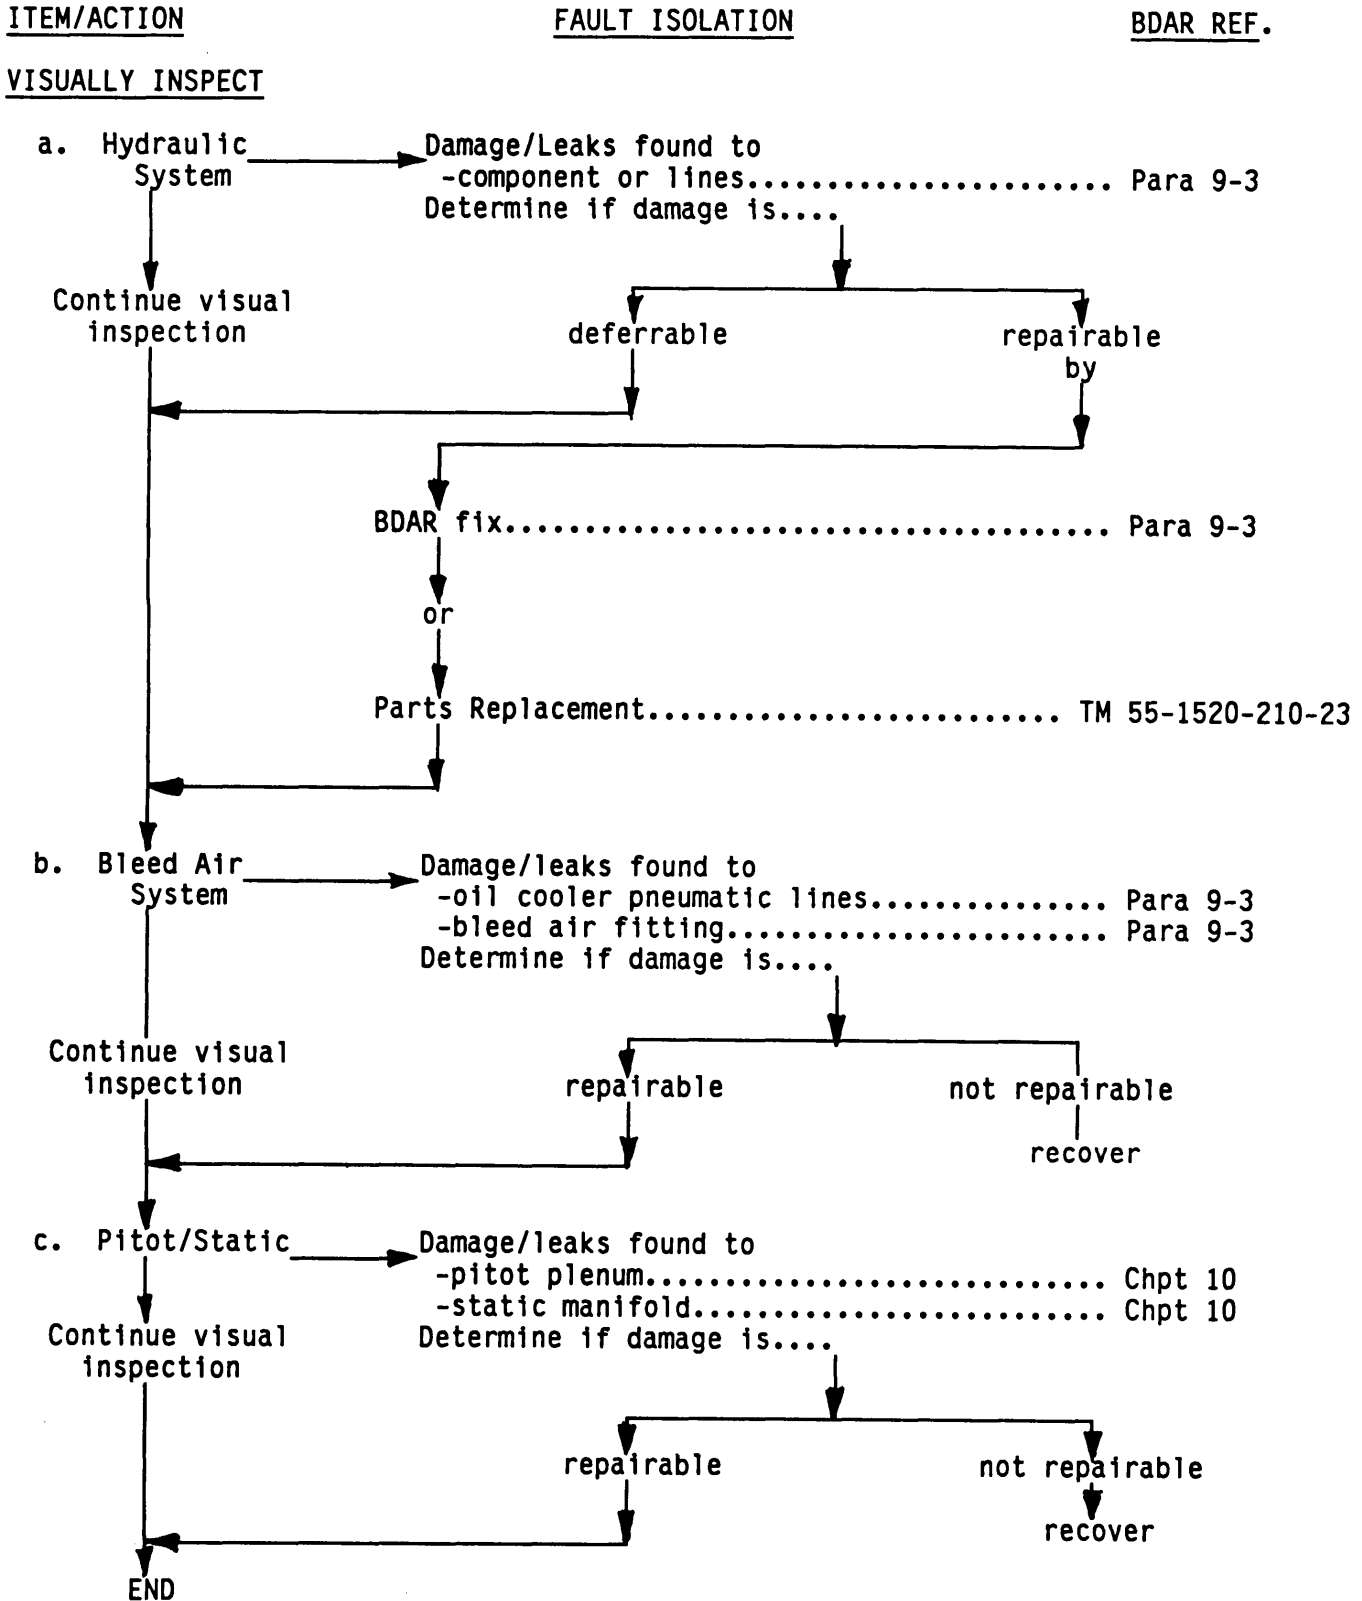 ITEM/ACTION FAULT ISOLATION BDAR REF.
VISUALLY INSPECT
a. Hydraulic System
Damage/Leaks found to
-component or lines....................... Para 9-3
Determine if damage is....
Continue visual
inspection
deferrable
repairable
by
BDAR fix...................................... Para 9-3
or
Parts Replacement.......................... TM 55-1520-210-23
b. Bleed Air
System
Damage/leaks found to
-oil cooler pneumatic lines............... Para 9-3
-bleed air fitting........................ Para 9-3
Determine if damage is....
Continue visual
inspection
repairable
not repairable
recover
c. Pitot/Static
Damage/leaks found to
-pitot plenum............................. Chpt 10
-static manifold.......................... Chpt 10
Determine if damage is....
Continue visual
inspection
repairable
not repairable
recover
END